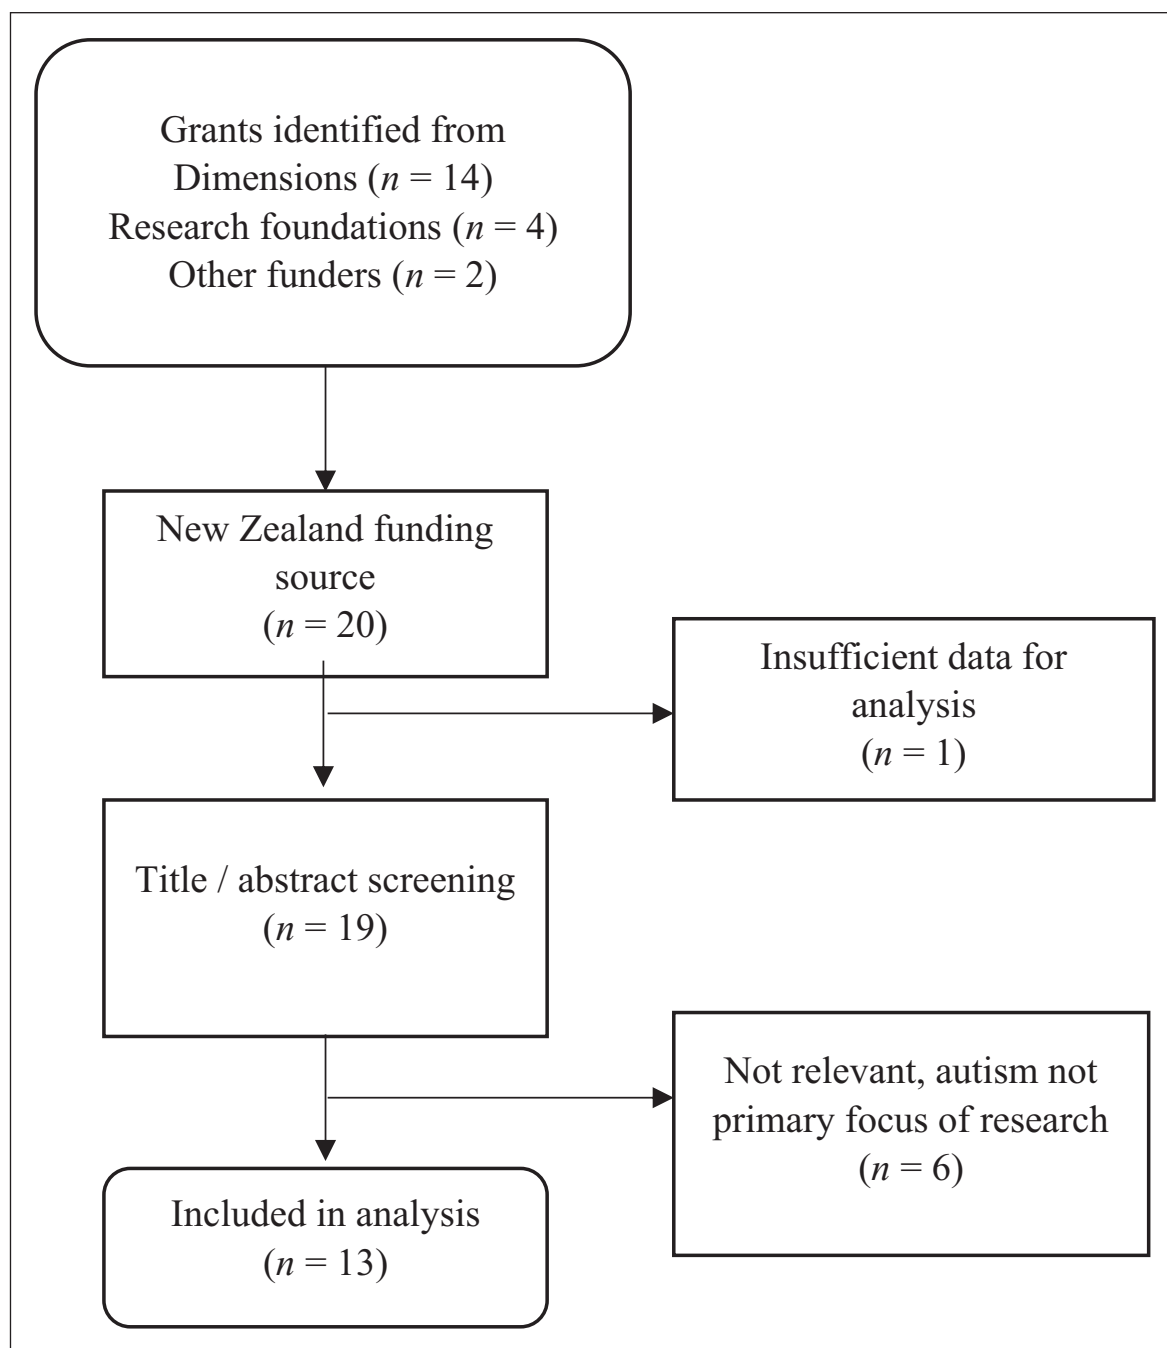 Grants identified from
Dimensions (n = 14)
Research foundations (n = 4)
Other funders (n = 2)
New Zealand funding
source
(n = 20)
Insufficient data for
analysis
(n = 1)
Title / abstract screening
(n = 19)
Not relevant, autism not
primary focus of research
(n = 6)
Included in analysis
(n = 13)